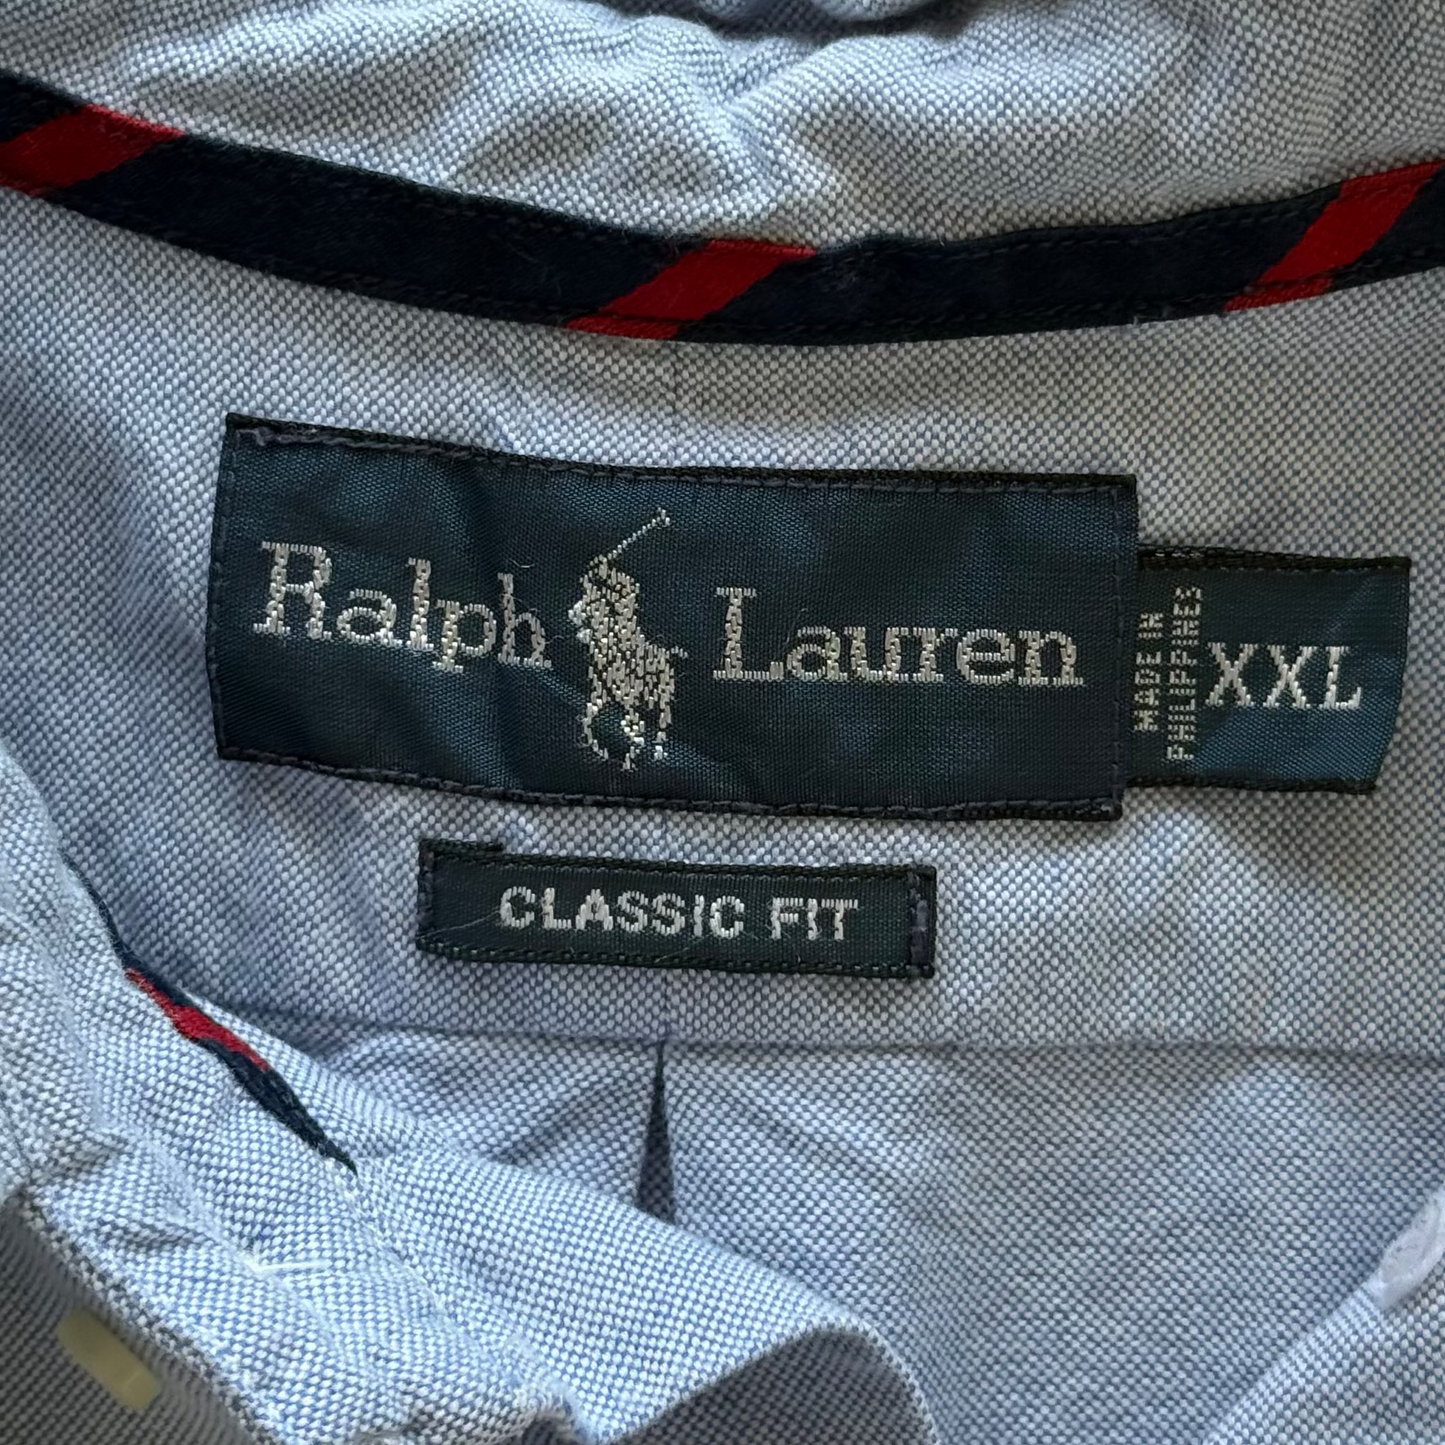 Ralph Lauren
MADE IN
PHILIPPINES
XXL
CLASSIC FIT